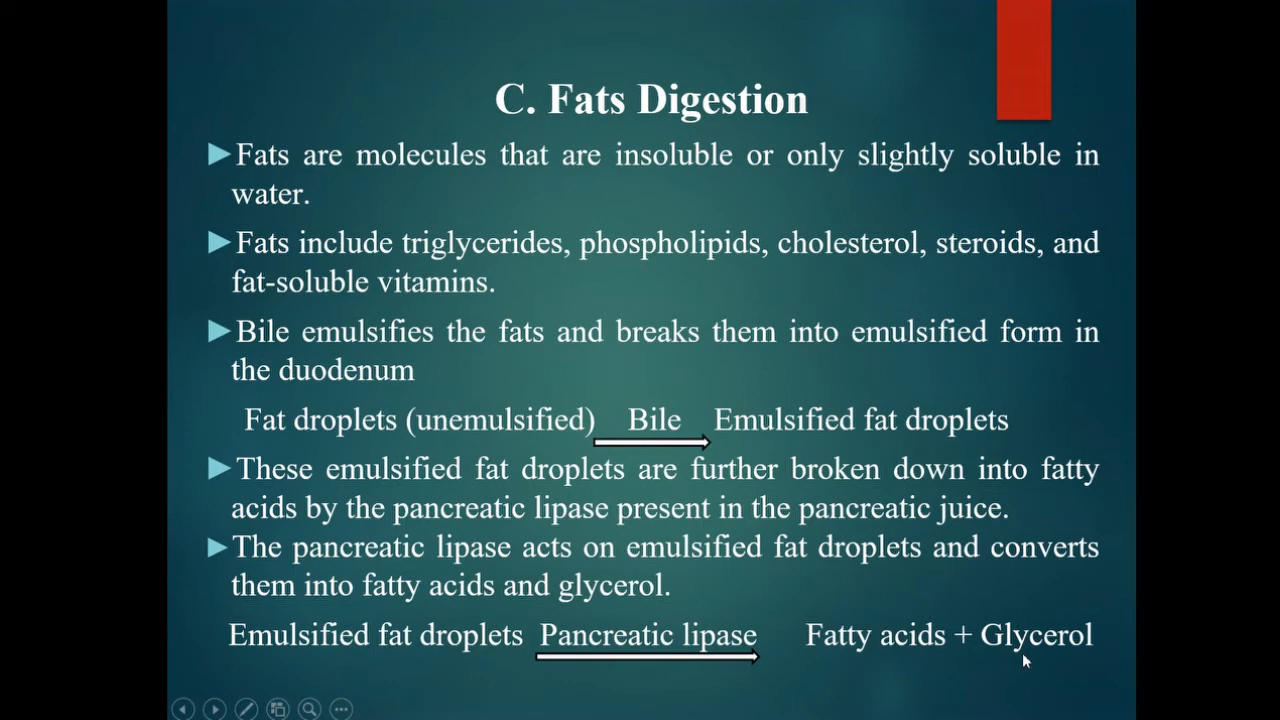 C. Fats Digestion
Fats are molecules that are insoluble or only slightly soluble in
water.
Fats include triglycerides, phospholipids, cholesterol, steroids, and
fat-soluble vitamins.
Bile emulsifies the fats and breaks them into emulsified form in
the duodenum
Fat droplets (unemulsified) Bile Emulsified fat droplets
These emulsified fat droplets are further broken down into fatty
acids by the pancreatic lipase present in the pancreatic juice.
The pancreatic lipase acts on emulsified fat droplets and converts
them into fatty acids and glycerol.
Emulsified fat droplets Pancreatic lipase Fatty acids + Glycerol